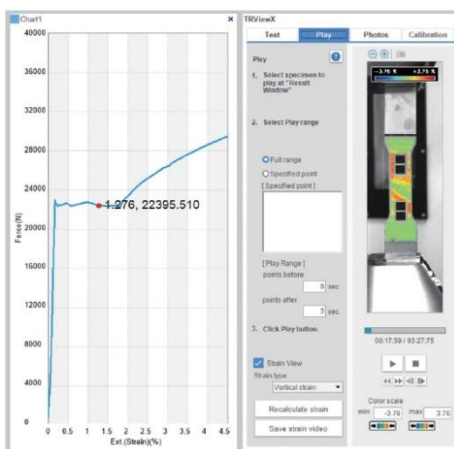 Chart1
×
40000
36000
32000
28000
24000
20000
16000
12000
8000
4000
0
Force(N)
1.276, 22395.510
0 0.5 1 1.5 2 2.5 3 3.5 4 4.5
Ext.(Strain)(%)
TRViewX
Test Play Photos Calibration
Play
?
1. Select specimen to
play at "Result
Window"
2. Select Play range
Full range
Specified point
[ Specified point ]
[ Play Range ]
points before
sec
points after
3 sec
3. Click Play button.
Strain View
Strain type
Vertical strain
Recalculate strain
Save strain video
-3.76 %
00:17:59 / 03:27:75
Color scale
min -3.76 max 3.76